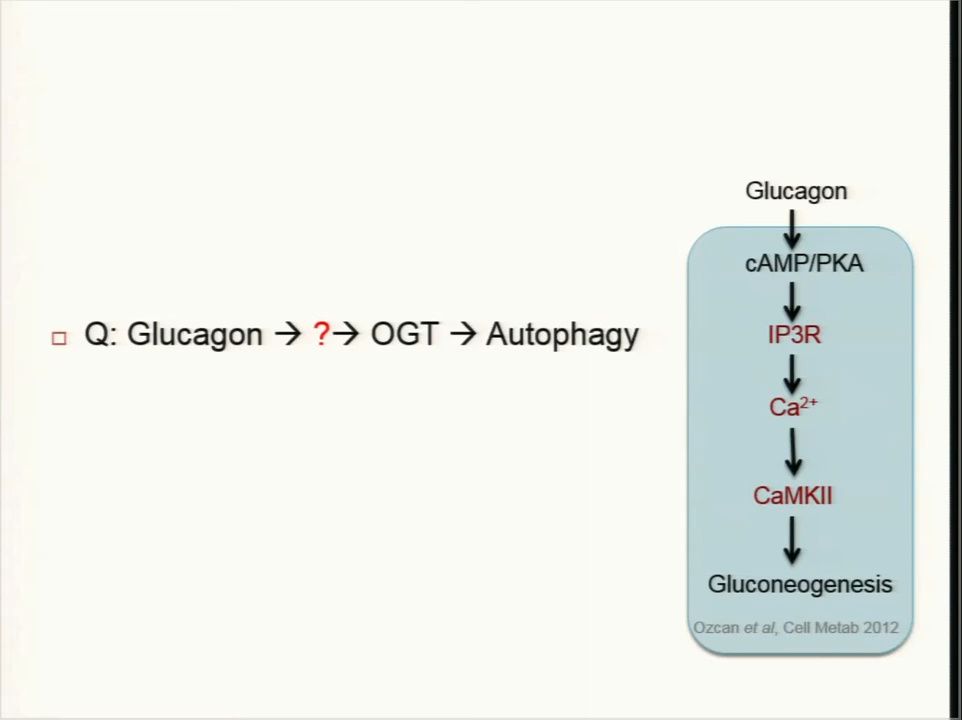 Q: Glucagon → ?→ OGT → Autophagy
Glucagon
cAMP/PKA
IP3R
Ca²⁺
CaMKII
Gluconeogenesis
Ozcan et al, Cell Metab 2012